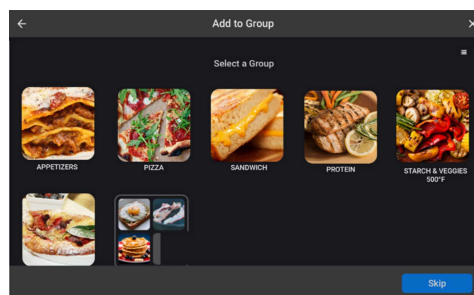 Add to Group
Select a Group
APPETIZERS
PIZZA
SANDWICH
PROTEIN
STARCH & VEGGIES
500°F
Skip